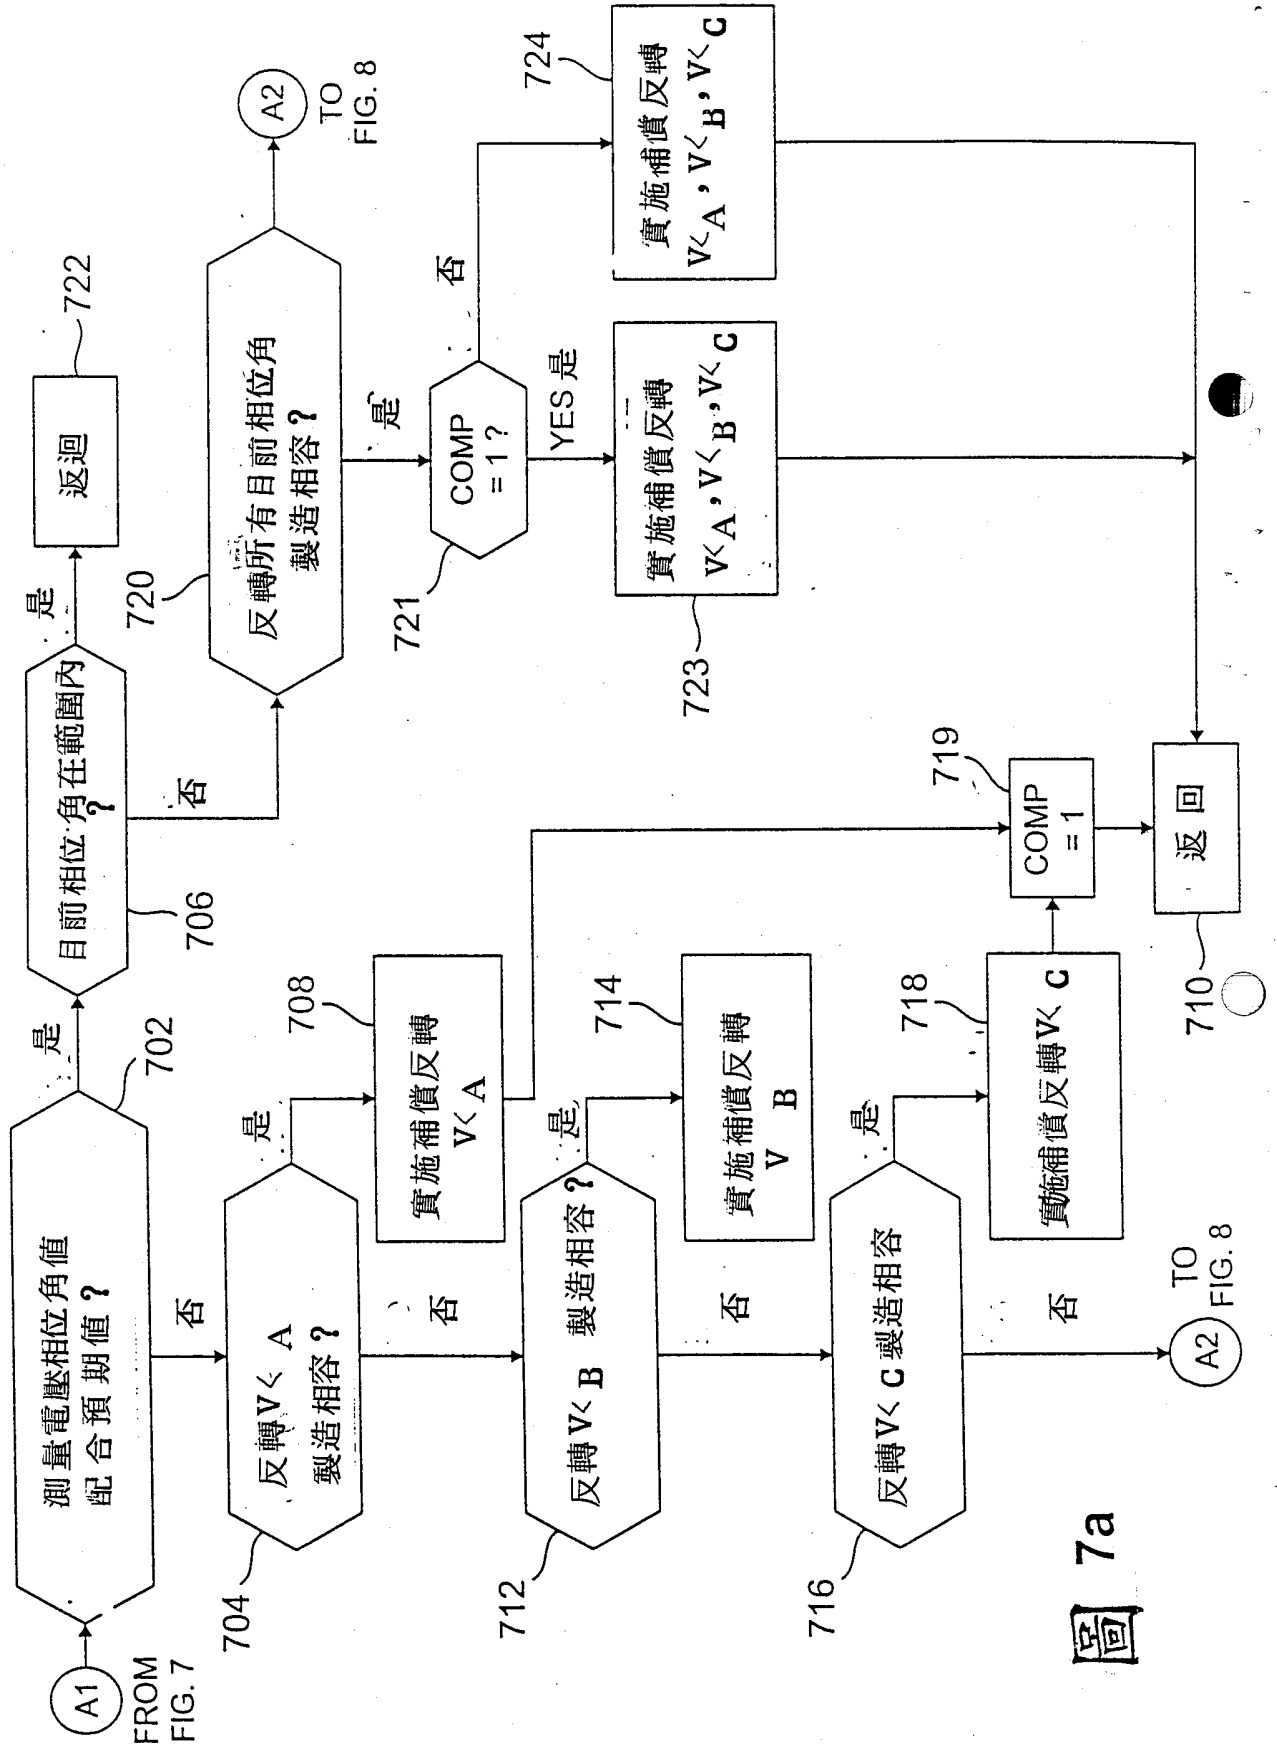 A1
FROM
FIG. 7
測量電壓相位角值
配合預期值?
702
是
目前相位角在範圍內
?
706
是
返迴
722
否
否
反轉V< A
製造相容?
704
是
實施補償反轉
V<A
708
否
反轉V<B 製造相容?
712
是
實施補償反轉
V B
714
否
反轉V<C製造相容
716
是
實施補償反轉V<C
718
否
A2
TO
FIG. 8
反轉所有目前相位角
製造相容?
720
A2
TO
FIG. 8
是
COMP
= 1 ?
721
否
YES 是
實施補償反轉
V<A, V<B, V<C
723
實施補償反轉
V<A, V<B, V<C
724
COMP
= 1
719
返回
710
圖 7a